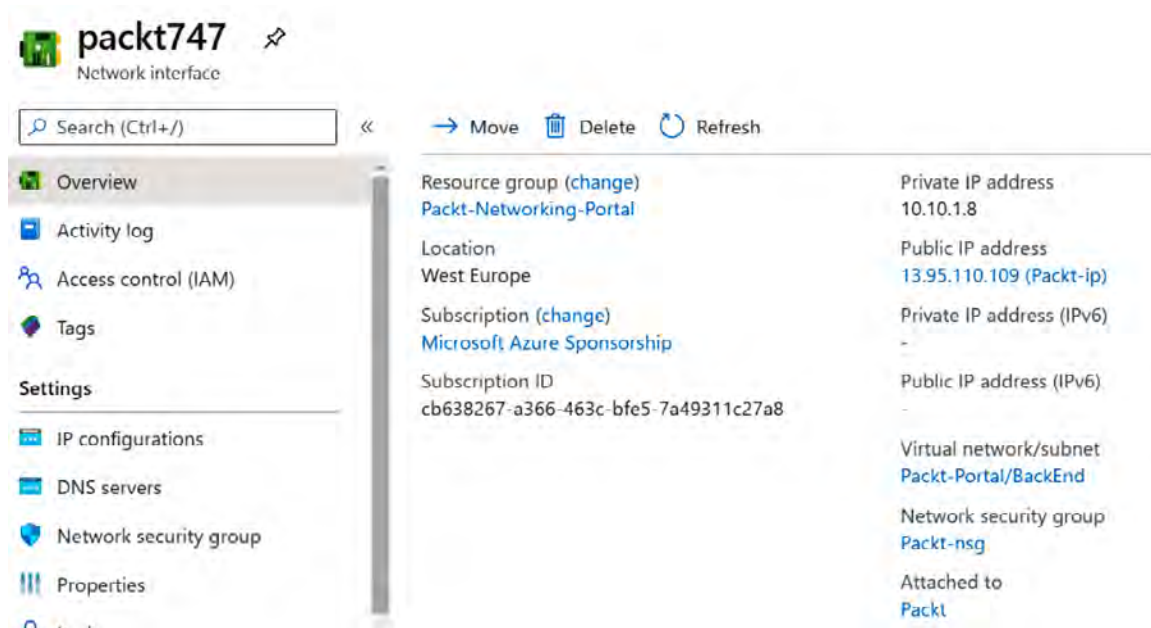 packt747
Network interface
Search (Ctrl+/)
«
Move Delete Refresh
Overview
Activity log
Access control (IAM)
Tags
Settings
IP configurations
DNS servers
Network security group
Properties
Resource group (change)
Packt-Networking-Portal
Location
West Europe
Subscription (change)
Microsoft Azure Sponsorship
Subscription ID
cb638267-a366-463c-bfe5-7a49311c27a8
Private IP address
10.10.1.8
Public IP address
13.95.110.109 (Packt-ip)
Private IP address (IPv6)
-
Public IP address (IPv6)
-
Virtual network/subnet
Packt-Portal/BackEnd
Network security group
Packt-nsg
Attached to
Packt